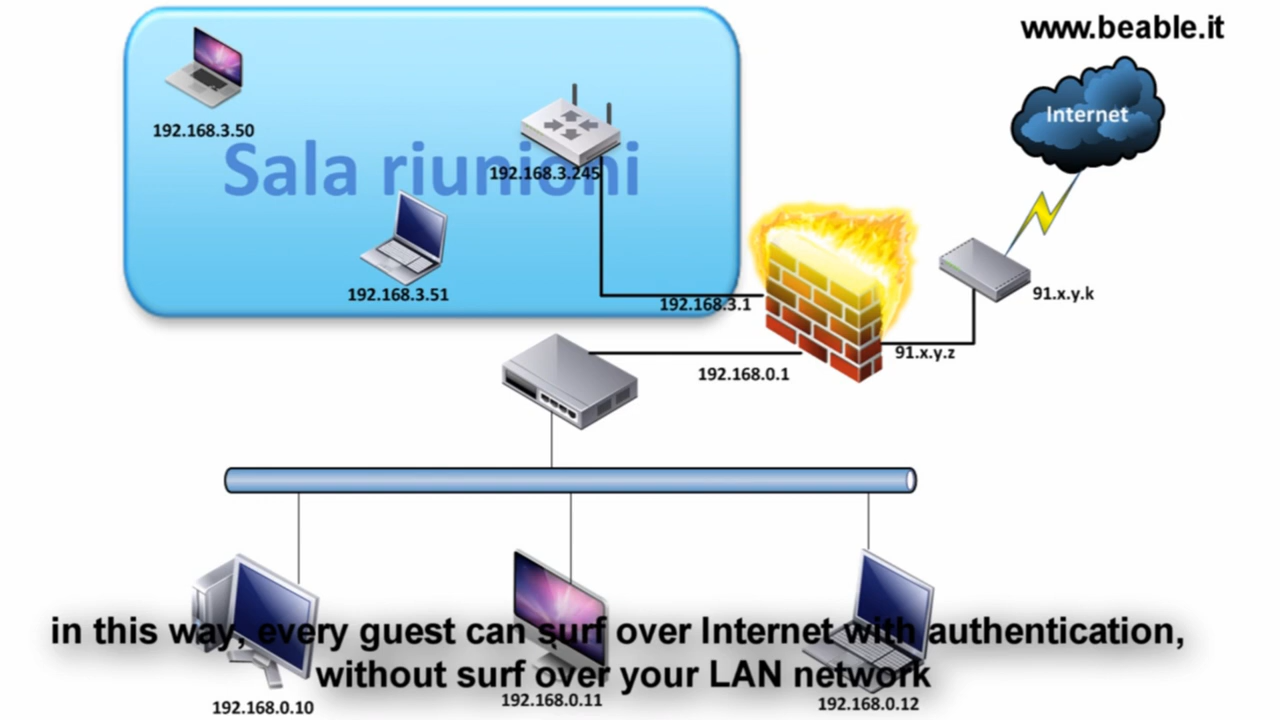 www.beable.it
Internet
192.168.3.50
Sala riunioni
192.168.3.245
192.168.3.51
192.168.3.1
91.x.y.k
91.x.y.z
192.168.0.1
in this way, every guest can surf over Internet with authentication,
without surf over your LAN network
192.168.0.10
192.168.0.11
192.168.0.12